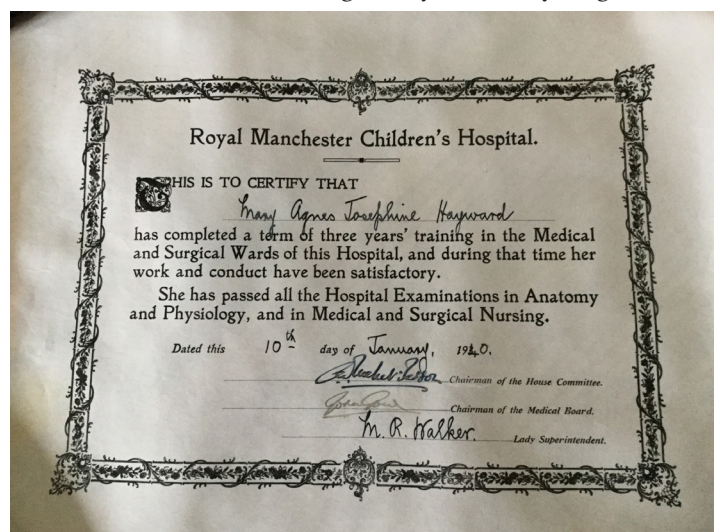 Royal Manchester Children's Hospital.
THIS IS TO CERTIFY THAT
Mary Agnes Josephine Hayward
has completed a term of three years' training in the Medical
and Surgical Wards of this Hospital, and during that time her
work and conduct have been satisfactory.
She has passed all the Hospital Examinations in Anatomy
and Physiology, and in Medical and Surgical Nursing.
Dated this 10th day of January, 1940.
Chairman of the House Committee.
Chairman of the Medical Board.
M. R. Walker. Lady Superintendent.